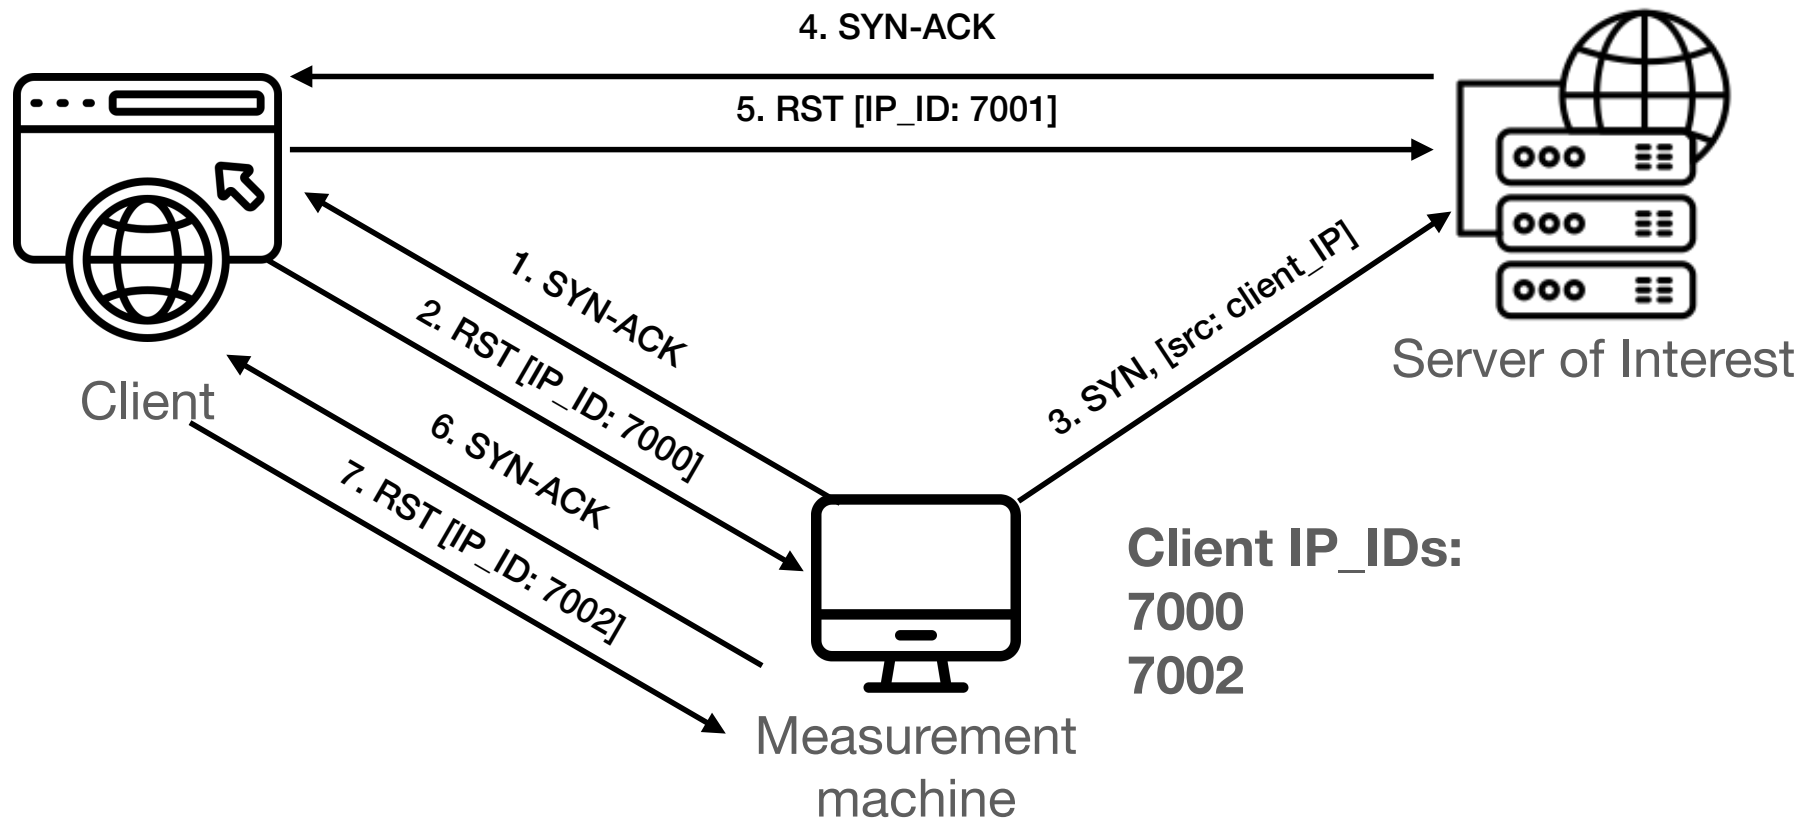 4. SYN-ACK
5. RST [IP_ID: 7001]
1. SYN-ACK
2. RST [IP_ID: 7000]
3. SYN, [src: client_IP]
Server of Interest
Client
6. SYN-ACK
7. RST [IP_ID: 7002]
Client IP_IDs:
7000
7002
Measurement
machine